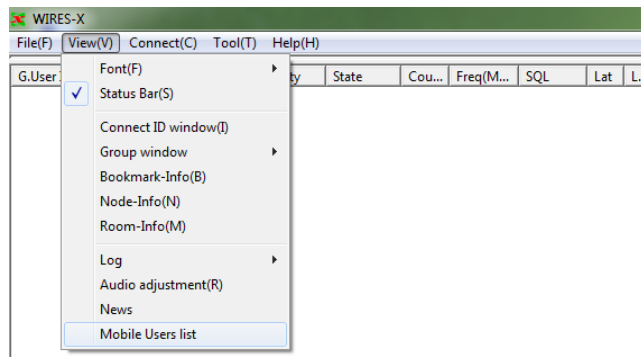 WIRES-X
File(F) View(V) Connect(C) Tool(T) Help(H)
G.User ty State Cou... Freq(M... SQL Lat L.
Font(F)
Status Bar(S)
Connect ID window(I)
Group window
Bookmark-Info(B)
Node-Info(N)
Room-Info(M)
Log
Audio adjustment(R)
News
Mobile Users list